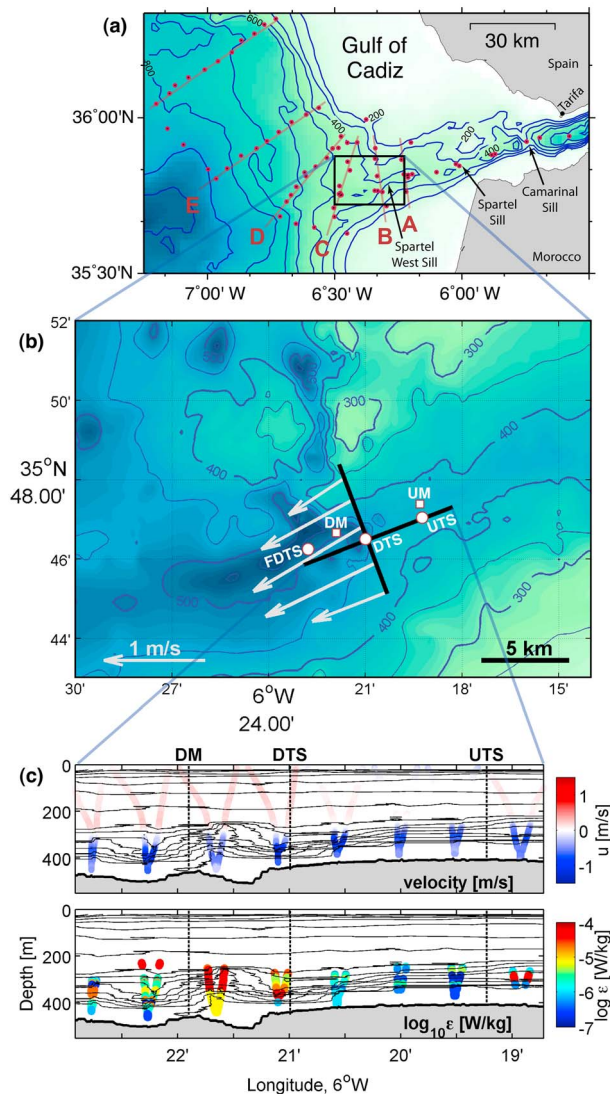 (a)
600
800
Gulf of
Cadiz
30 km
Spain
Tarifa
36°00'N
200
400
200
400
Camarinal
Sill
Spartel
Sill
E
D
C
B
A
Spartel
West Sill
Morocco
35°30'N
7°00' W
6°30' W
6°00' W
(b)
52'
50'
35°N
48.00'
46'
44'
300
300
400
400
UM
UTS
DM
DTS
FDTS
500
400
300
1 m/s
5 km
30'
27'
6°W
24.00'
21'
18'
15'
14'
(c)
DM
DTS
UTS
0
200
400
velocity [m/s]
1
0
-1
u [m/s]
0
200
400
Depth [m]
log10ε [W/kg]
-4
-5
-6
-7
log ε [W/kg]
22'
21'
20'
19'
Longitude, 6°W